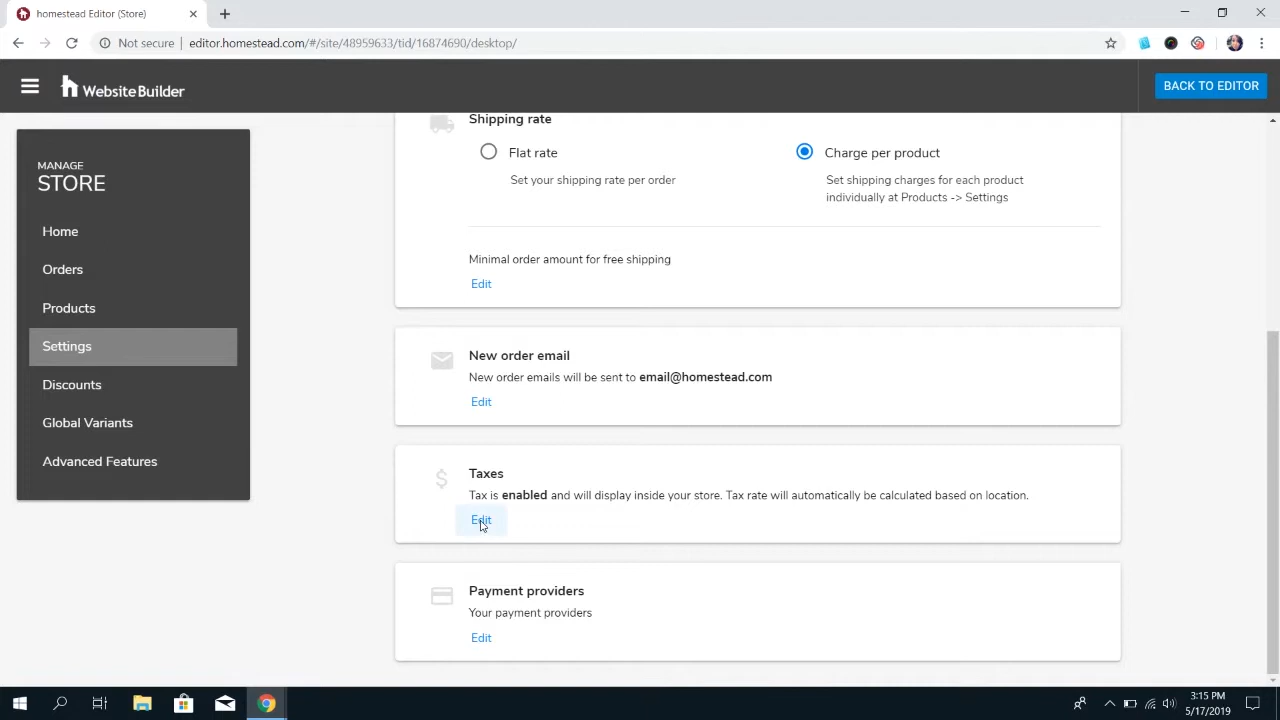 homestead Editor (Store)
Not secure
editor.homestead.com/#/site/48959633/tid/16874690/desktop/
WebsiteBuilder
BACK TO EDITOR
MANAGE
STORE
Home
Orders
Products
Settings
Discounts
Global Variants
Advanced Features
Shipping rate
Flat rate
Set your shipping rate per order
Charge per product
Set shipping charges for each product
individually at Products -> Settings
Minimal order amount for free shipping
Edit
New order email
New order emails will be sent to email@homestead.com
Edit
Taxes
Tax is enabled and will display inside your store. Tax rate will automatically be calculated based on location.
Edit
Payment providers
Your payment providers
Edit
3:15 PM
5/17/2019